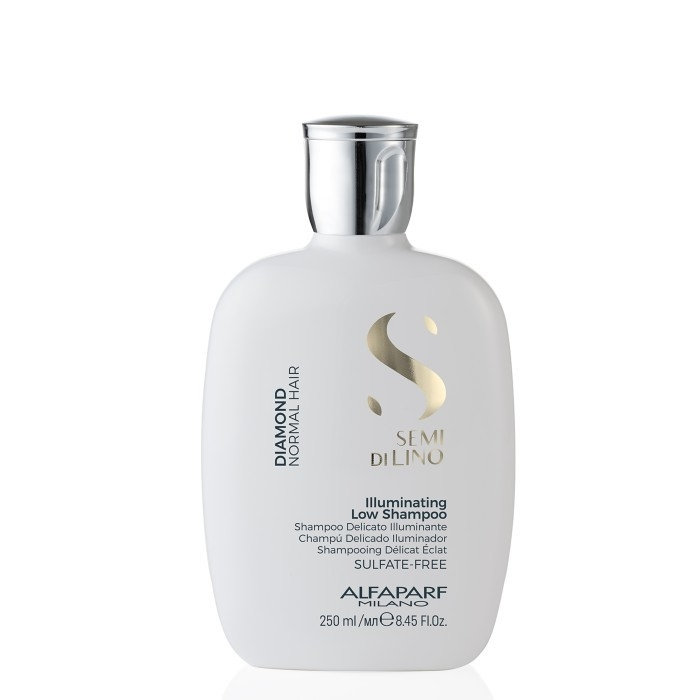 DIAMOND
NORMAL HAIR
SEMI
DI LINO
Illuminating
Low Shampoo
Shampoo Delicato Illuminante
Champú Delicado Iluminador
Shampooing Délicat Éclat
SULFATE-FREE
ALFAPARF
MILANO
250 ml /мл℮8.45 Fl.Oz.